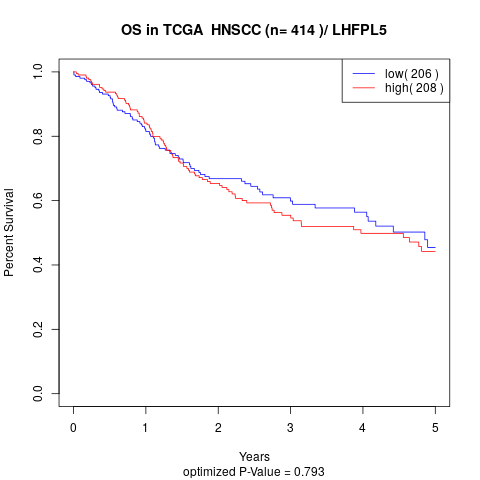 OS in TCGA  HNSCC (n= 414 )/ LHFPL5
low( 206 )
high( 208 )
Percent Survival
1.0
0.8
0.6
0.4
0.2
0.0
0 1 2 3 4 5
Years
optimized P-Value = 0.793